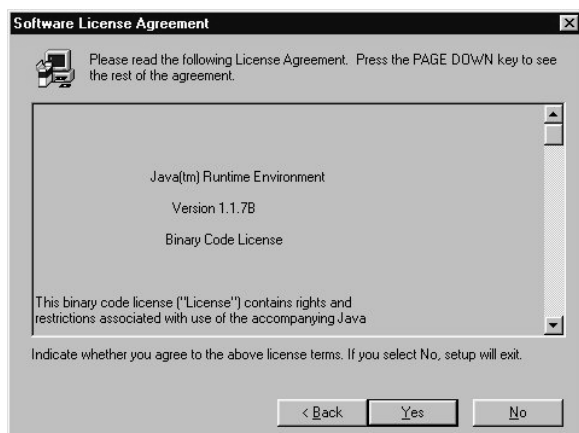 Software License Agreement
Please read the following License Agreement. Press the PAGE DOWN key to see
the rest of the agreement.
Java(tm) Runtime Environment
Version 1.1.7B
Binary Code License
This binary code license ("License") contains rights and
restrictions associated with use of the accompanying Java
Indicate whether you agree to the above license terms. If you select No, setup will exit.
< Back
Yes
No